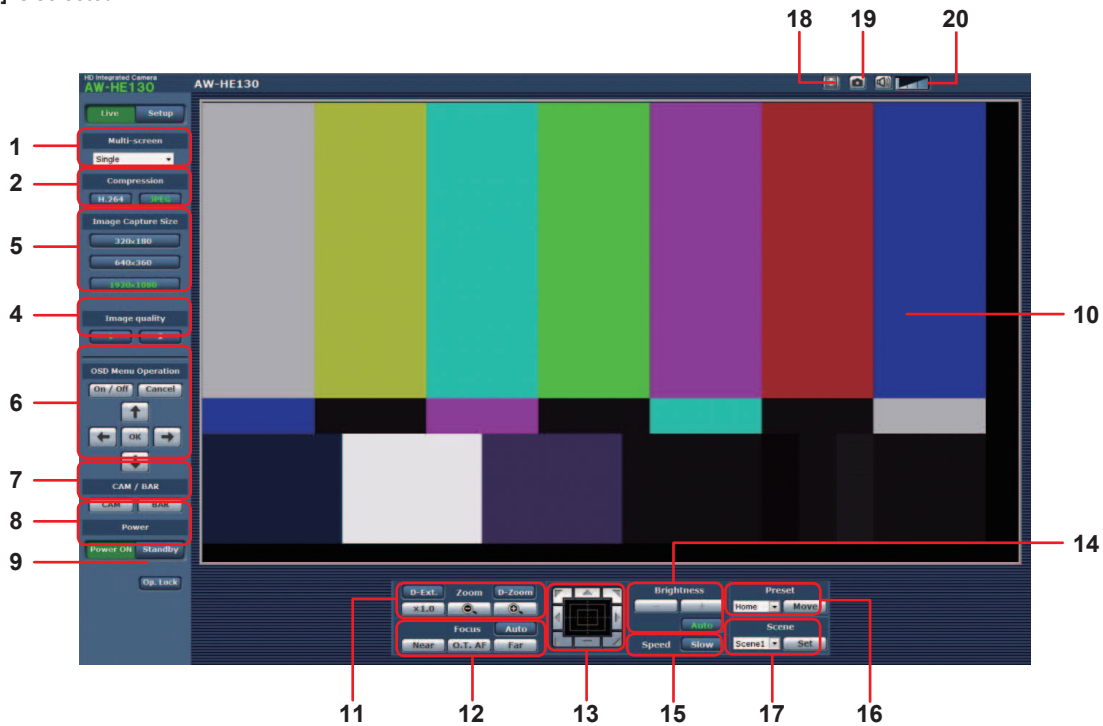 18 19 20
HD Integrated Camera
AW-HE130
AW-HE130
Live Setup
1
Multi-screen
Single
2
Compression
H.264 JPEG
5
Image Capture Size
320x180
640x360
1920x1080
4
Image quality
10
6
OSD Menu Operation
On / Off Cancel
OK
7
CAM / BAR
CAM BAR
8
Power
Power ON Standby
9
Op. Lock
14
11
D-Ext. Zoom D-Zoom
x1.0
Focus Auto
Near O.T. AF Far
Brightness
- +
Auto
Speed Slow
Preset
Home Move
Scene
Scene1 Set
11 12 13 15 17 16